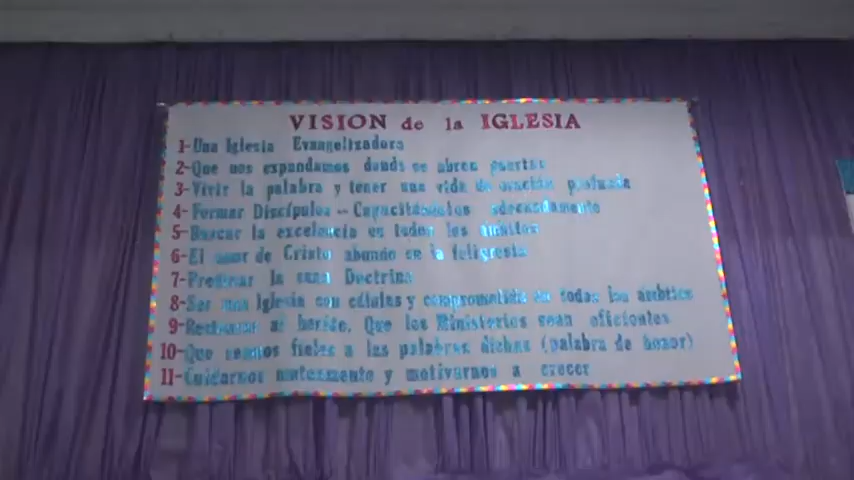 VISION de la IGLESIA
1-Una Iglesia Evangelizadora
2-Que nos expandamos donde se abren puertas
3-Vivir la palabra y tener una vida de oración profunda
4-Formar Discípulos - Capacitándolos adecuadamente
5-Buscar la excelencia en todos los ámbitos
6-El amor de Cristo abunde en la feligresía
7-Predicar la sana Doctrina
8-Ser una Iglesia con células y comprometida en todos los ámbitos
9-al herido. Que los Ministerios sean eficientes
10-Que seamos fieles a las palabras dichas (palabra de honor)
11-Cuidarnos mutuamente y motivarnos a crecer